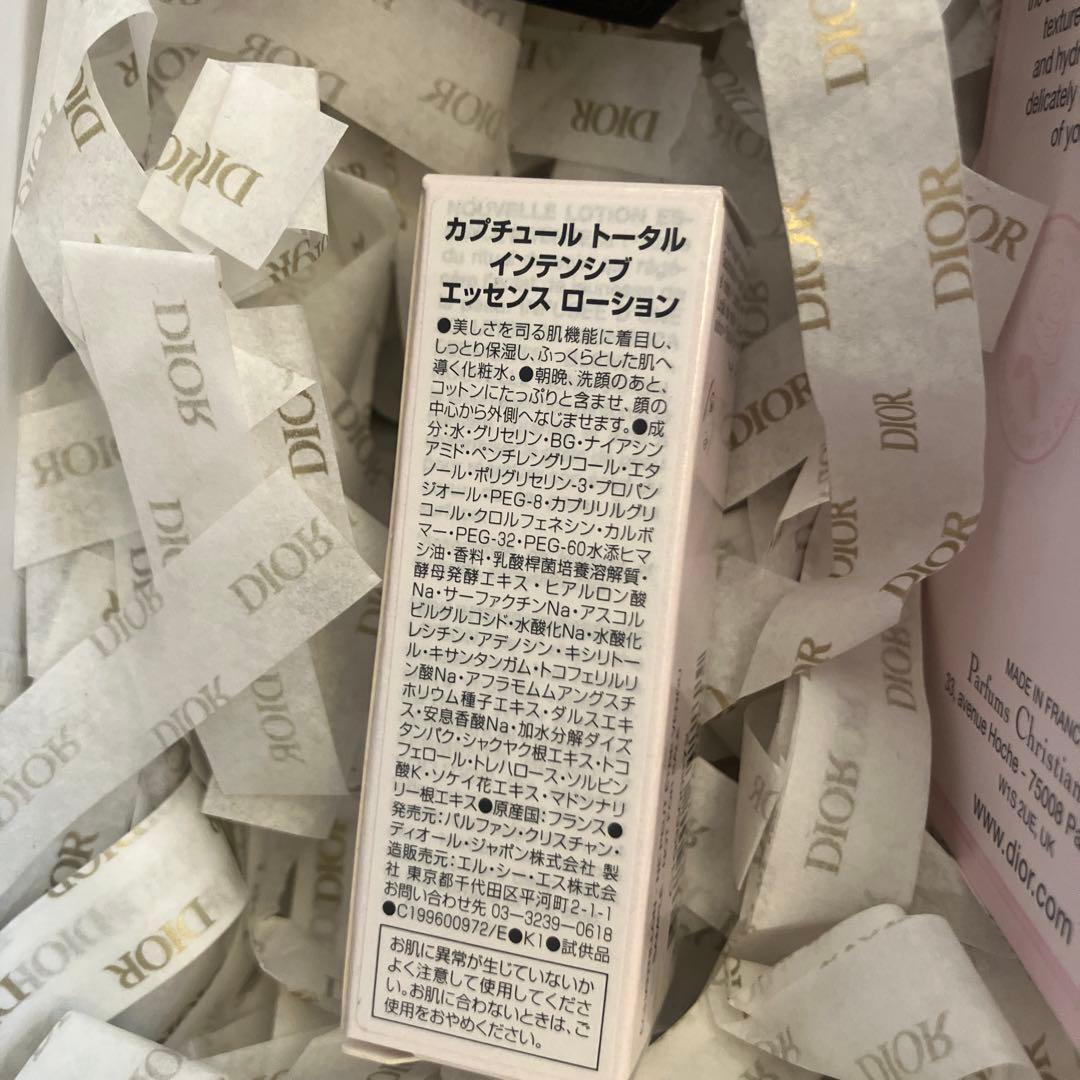 カプチュール トータル
インテンシブ
エッセンス ローション
●美しさを司る肌機能に着目し、
しっとり保湿し、ふっくらとした肌へ
導く化粧水。●朝晩、洗顔のあと、
コットンにたっぷりと含ませ、顔の
中心から外側へなじませます。●成
分:水・グリセリン・BG・ナイアシン
アミド・ペンチレングリコール・エタ
ノール・ポリグリセリン-3・プロパン
ジオール・PEG-8・カプリリルグリ
コール・クロルフェネシン・カルボ
マー・PEG-32・PEG-60水添ヒマ
シ油・香料・乳酸桿菌培養溶解質・
酵母発酵エキス・ヒアルロン酸
Na・サーファクチンNa・アスコル
ビルグルコシド・水酸化Na・水酸化
レシチン・アデノシン・キシリトー
ル・キサンタンガム・トコフェリルリ
ン酸Na・アフラモムムアングスチ
ホリウム種子エキス・ダルスエキ
ス・安息香酸Na・加水分解ダイズ
タンパク・シャクヤク根エキス・トコ
フェロール・トレハロース・ソルビン
酸K・ソケイ花エキス・マドンナリ
リー根エキス●原産国:フランス●
発売元:パルファン・クリスチャン・
ディオール・ジャポン株式会社 製
造販売元:エル・シー・エス株式会
社 東京都千代田区平河町2-1-1
お問い合わせ先 03-3239-0618
●C199600972/E●K1●試供品
お肌に異常が生じていないか
よく注意して使用してくださ
い。お肌に合わないときは、ご
使用をおやめください。
texture
and hydr
delicately
of yo
MADE IN FRANC
Parfums Christian
33, avenue Hoche - 75008 Pa
W1S 2UE, UK
www.dior.com
DIOR
DIOR
DIOR
DIOR
DIOR
DIOR
DIOR
DIOR
DIOR
DIOR
DIOR
DIOR